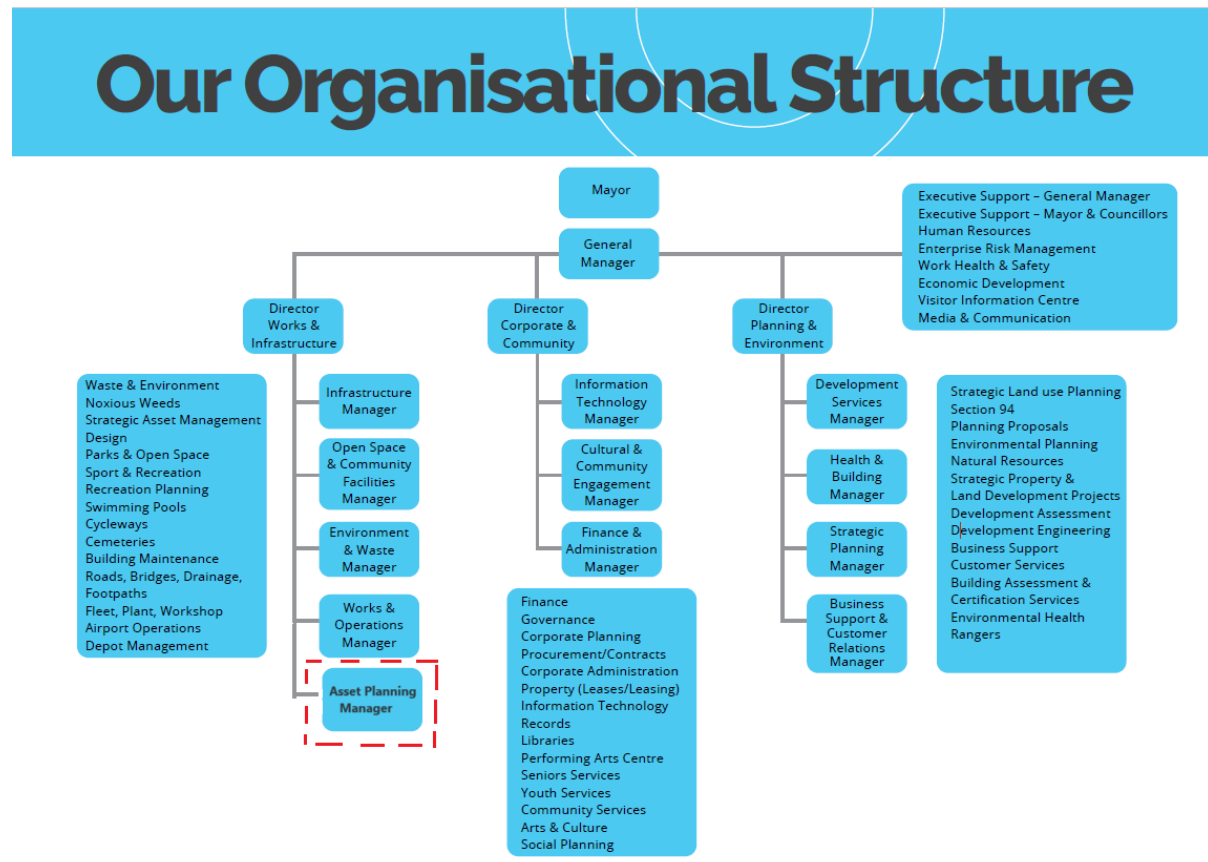 Our Organisational Structure
Mayor
General
Manager
Executive Support – General Manager
Executive Support – Mayor & Councillors
Human Resources
Enterprise Risk Management
Work Health & Safety
Economic Development
Visitor Information Centre
Media & Communication
Director
Works &
Infrastructure
Director
Corporate &
Community
Director
Planning &
Environment
Waste & Environment
Noxious Weeds
Strategic Asset Management
Design
Parks & Open Space
Sport & Recreation
Recreation Planning
Swimming Pools
Cycleways
Cemeteries
Building Maintenance
Roads, Bridges, Drainage,
Footpaths
Fleet, Plant, Workshop
Airport Operations
Depot Management
Infrastructure
Manager
Open Space
& Community
Facilities
Manager
Environment
& Waste
Manager
Works &
Operations
Manager
Asset Planning
Manager
Information
Technology
Manager
Cultural &
Community
Engagement
Manager
Finance &
Administration
Manager
Finance
Governance
Corporate Planning
Procurement/Contracts
Corporate Administration
Property (Leases/Leasing)
Information Technology
Records
Libraries
Performing Arts Centre
Seniors Services
Youth Services
Community Services
Arts & Culture
Social Planning
Development
Services
Manager
Health &
Building
Manager
Strategic
Planning
Manager
Business
Support &
Customer
Relations
Manager
Strategic Land use Planning
Section 94
Planning Proposals
Environmental Planning
Natural Resources
Strategic Property &
Land Development Projects
Development Assessment
Development Engineering
Business Support
Customer Services
Building Assessment &
Certification Services
Environmental Health
Rangers